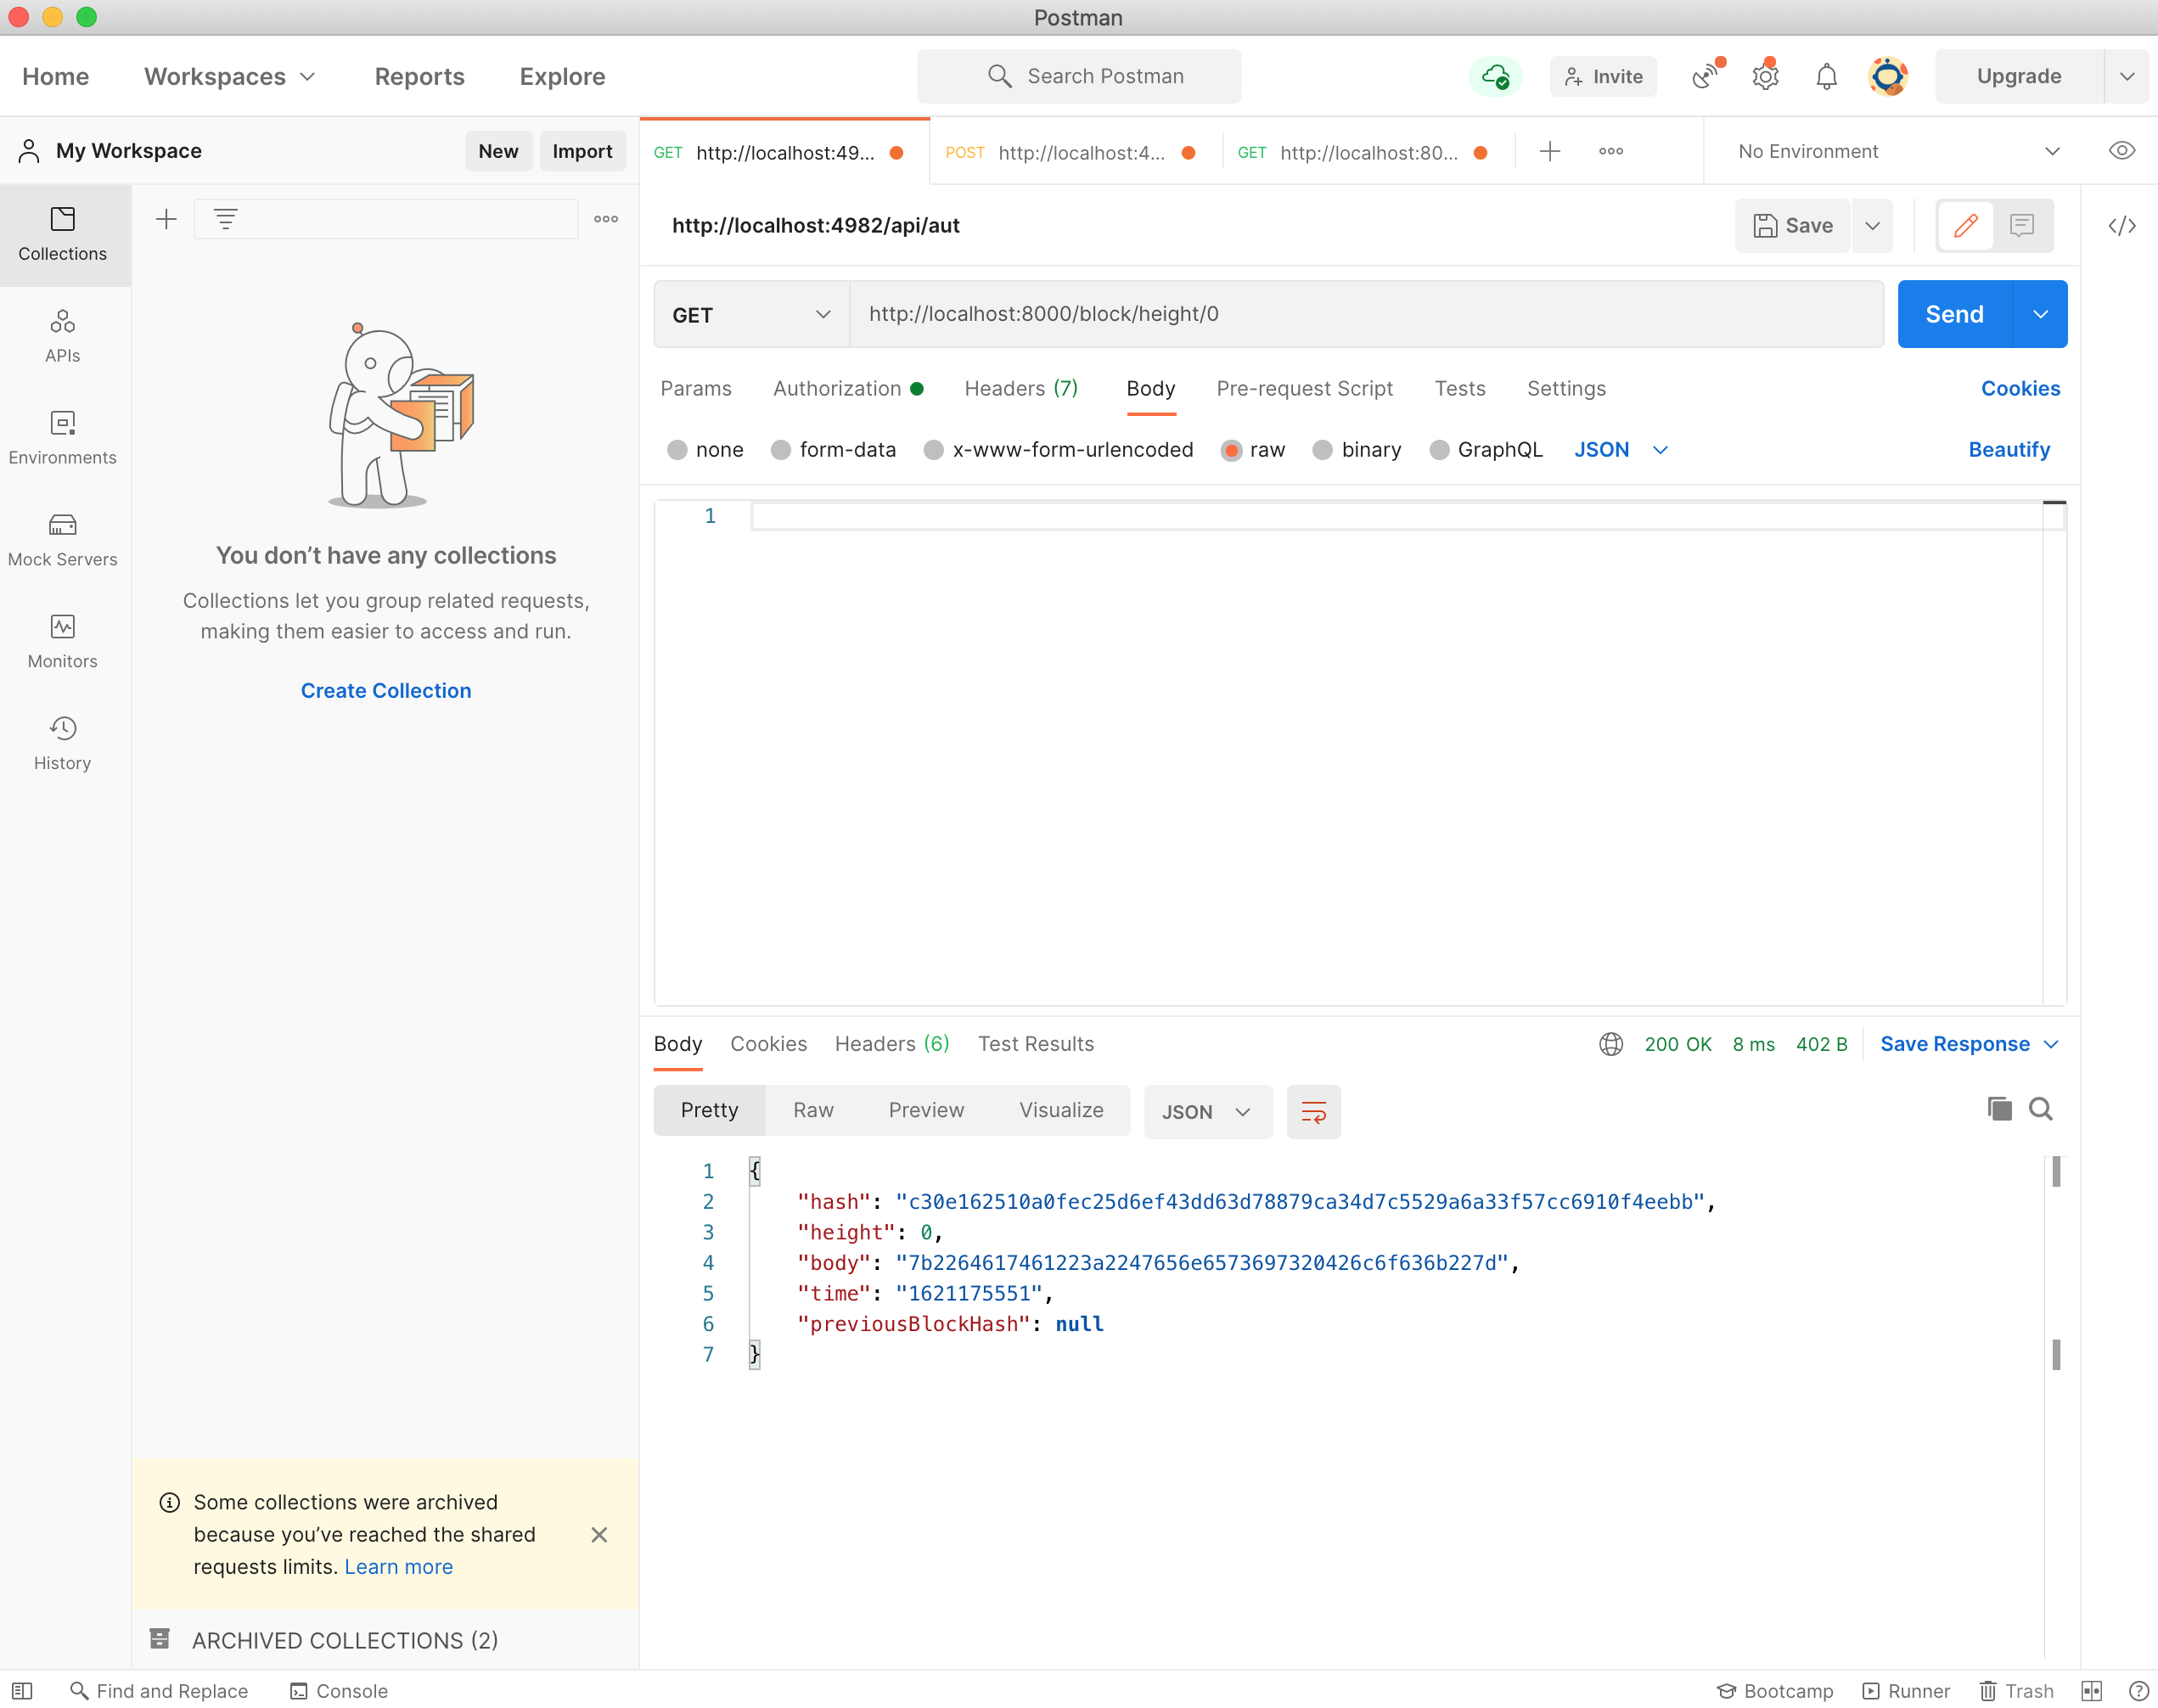 Postman
Home Workspaces Reports Explore Search Postman Invite Upgrade
My Workspace New Import
GET http://localhost:49... POST http://localhost:4... GET http://localhost:80... No Environment
Collections
APIs
Environments
Mock Servers
Monitors
History
You don’t have any collections
Collections let you group related requests,
making them easier to access and run.
Create Collection
Some collections were archived
because you’ve reached the shared
requests limits. Learn more
ARCHIVED COLLECTIONS (2)
http://localhost:4982/api/aut Save
GET http://localhost:8000/block/height/0 Send
Params Authorization Headers (7) Body Pre-request Script Tests Settings Cookies
none form-data x-www-form-urlencoded raw binary GraphQL JSON Beautify
1
Body Cookies Headers (6) Test Results 200 OK 8 ms 402 B Save Response
Pretty Raw Preview Visualize JSON
1 {
2 "hash": "c30e162510a0fec25d6ef43dd63d78879ca34d7c5529a6a33f57cc6910f4eebb",
3 "height": 0,
4 "body": "7b2264617461223a2247656e6573697320426c6f636b227d",
5 "time": "1621175551",
6 "previousBlockHash": null
7 }
Find and Replace Console Bootcamp Runner Trash